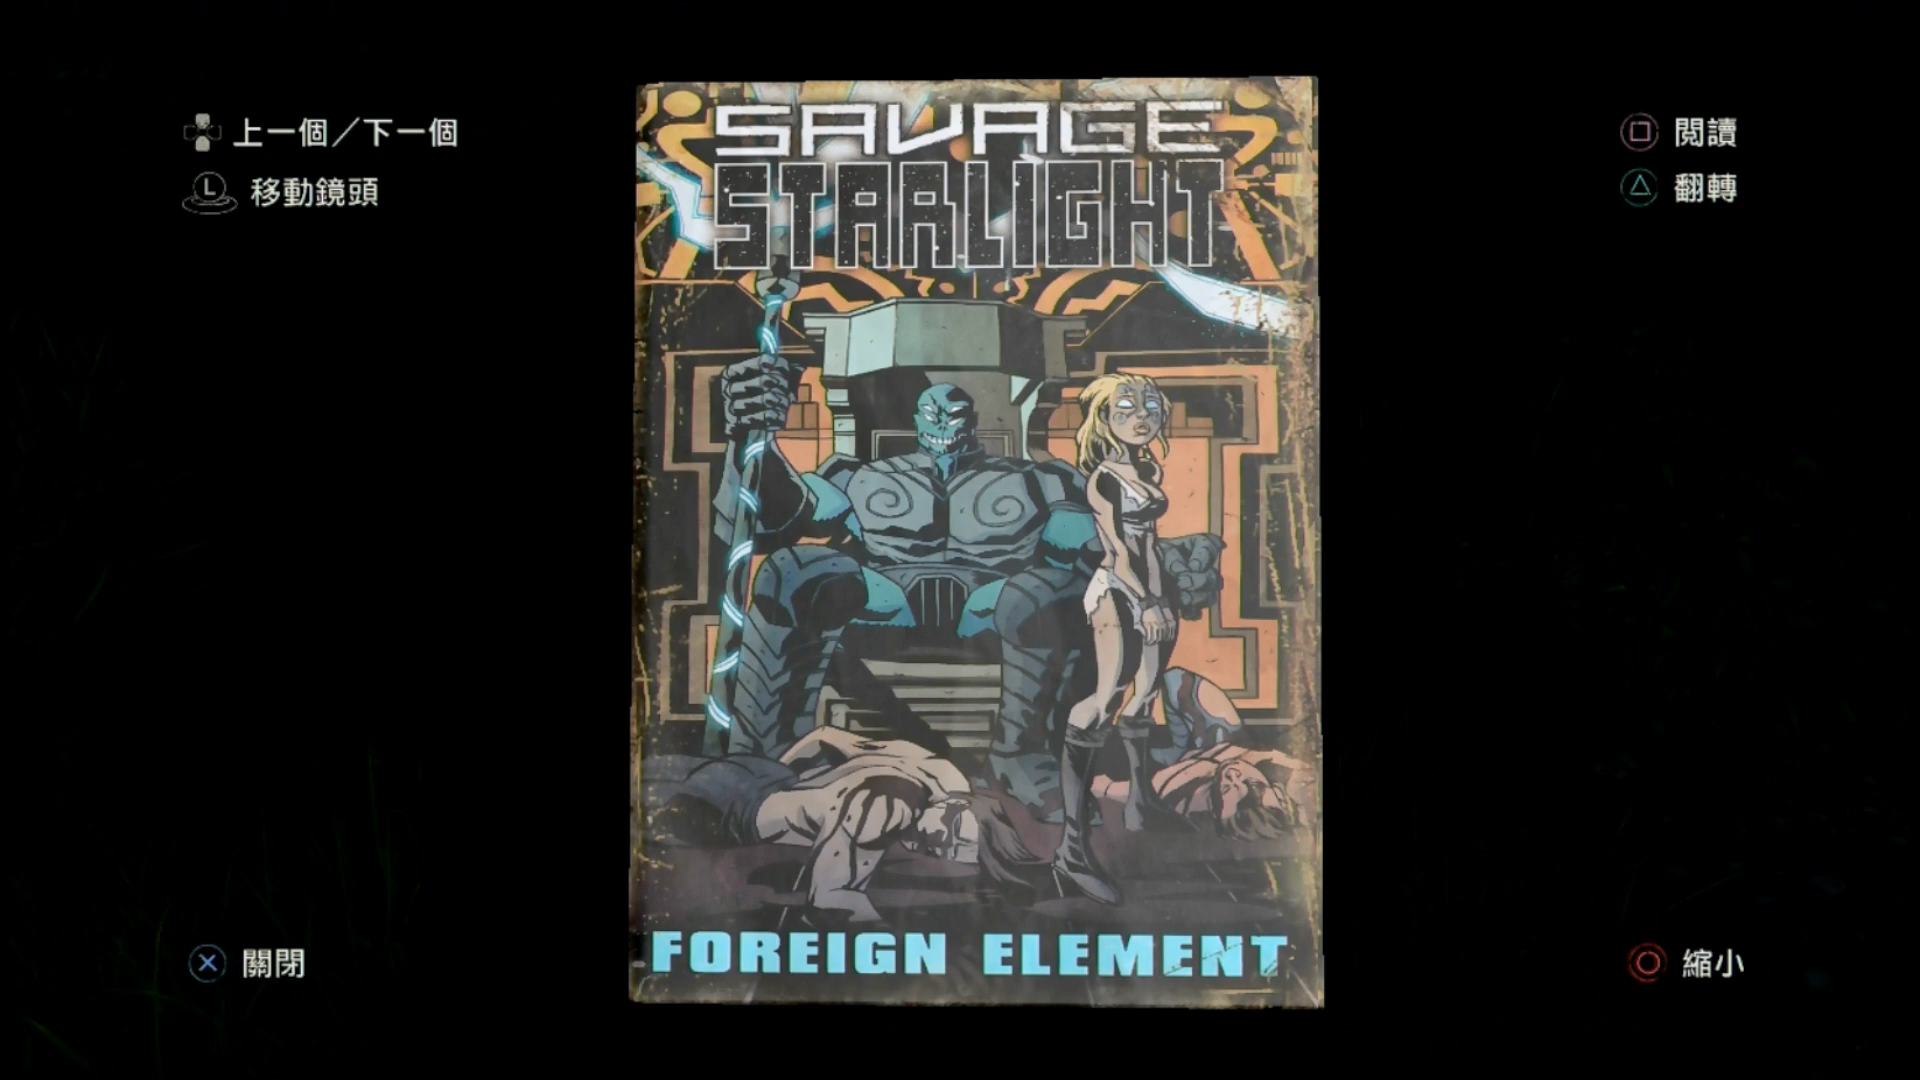 上一個／下一個
L 移動鏡頭
閱讀
翻轉
SAVAGE
STARLIGHT
FOREIGN ELEMENT
關閉
縮小